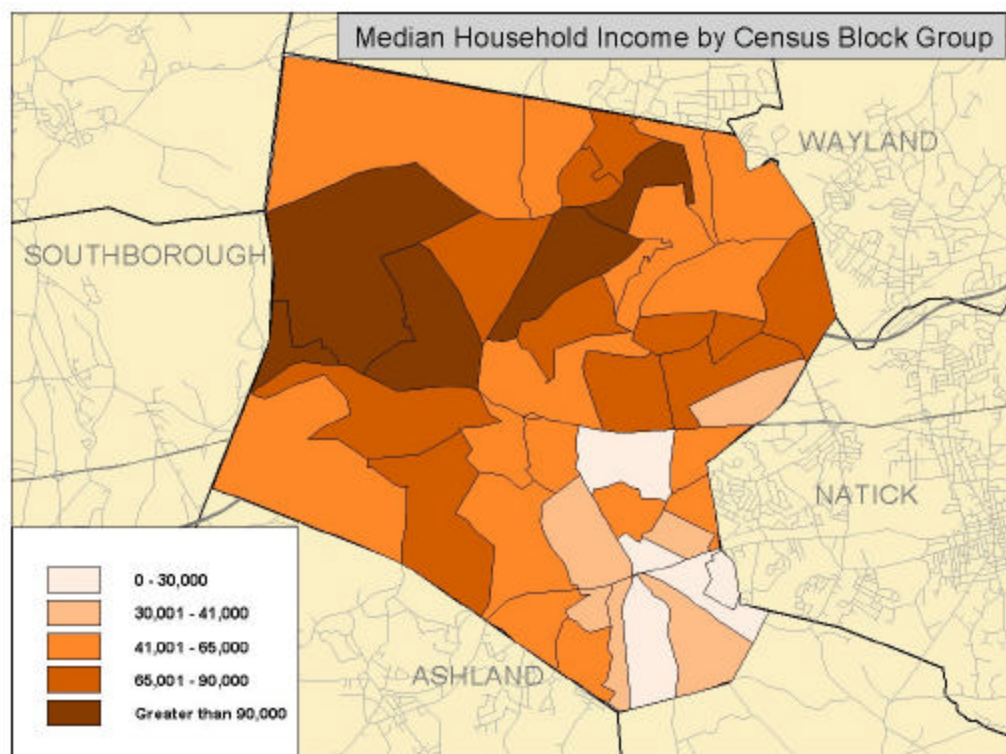 Median Household Income by Census Block Group
WAYLAND
SOUTHBOROUGH
NATICK
ASHLAND
0 - 30,000
30,001 - 41,000
41,001 - 65,000
65,001 - 90,000
Greater than 90,000